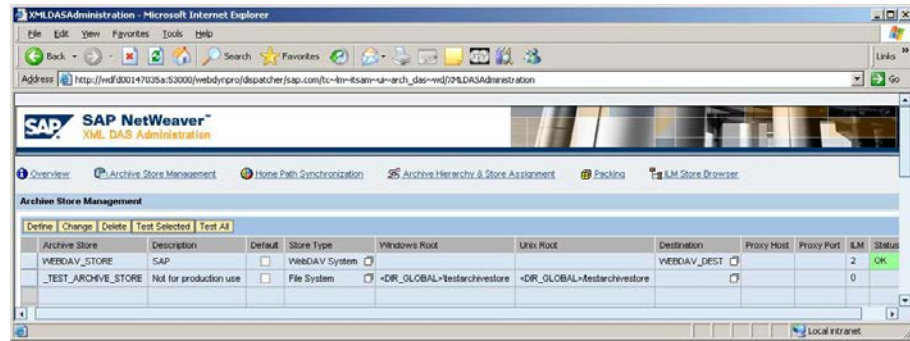 XMLDASAdministration - Microsoft Internet Explorer
File Edit View Favorites Tools Help
Back Search Favorites Links
Address http://wdfd00147035a:53000/webdynpro/dispatcher/sap.com/tc~lm~itsam~ui~arch_das~wd/XMLDASAdministration Go
SAP SAP NetWeaver™
XML DAS Administration
Overview Archive Store Management Home Path Synchronization Archive Hierarchy & Store Assignment Packing ILM Store Browser
Archive Store Management
Define Change Delete Test Selected Test All
Archive Store Description Default Store Type Windows Root Unix Root Destination Proxy Host Proxy Port ILM Status
WEBDAV_STORE SAP WebDAV System WEBDAV_DEST 2 OK
_TEST_ARCHIVE_STORE Not for production use File System <DIR_GLOBAL>\testarchivestore <DIR_GLOBAL>/testarchivestore 0
Local intranet